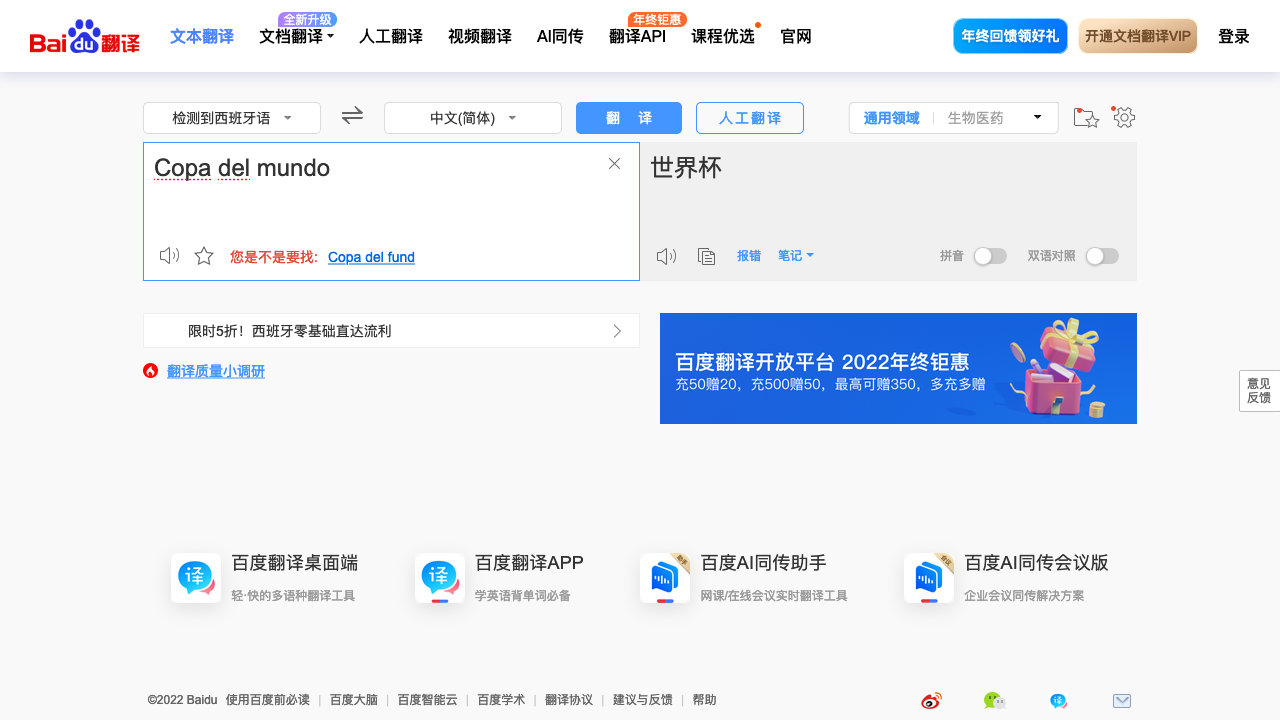 Baidu翻译
文本翻译
全新升级
文档翻译
人工翻译
视频翻译
AI同传
年终钜惠
翻译API
课程优选
官网
年终回馈领好礼
开通文档翻译VIP
登录
检测到西班牙语
中文(简体)
翻 译
人工翻译
通用领域
生物医药
Copa del mundo
世界杯
您是不是要找: Copa del fund
报错
笔记
拼音
双语对照
限时5折！西班牙零基础直达流利
翻译质量小调研
百度翻译开放平台 2022年终钜惠
充50赠20，充500赠50，最高可赠350，多充多赠
意见
反馈
译
百度翻译桌面端
轻·快的多语种翻译工具
译
百度翻译APP
学英语背单词必备
助手
百度AI同传助手
网课/在线会议实时翻译工具
会议
百度AI同传会议版
企业会议同传解决方案
©2022 Baidu 使用百度前必读 | 百度大脑 | 百度智能云 | 百度学术 | 翻译协议 | 建议与反馈 | 帮助
译